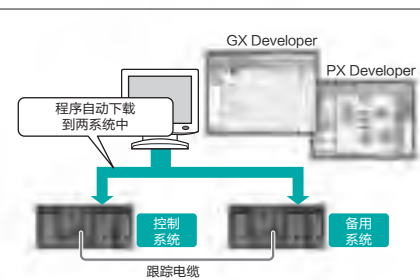 GX Developer
PX Developer
程序自动下载
到两系统中
控制
系统
备用
系统
跟踪电缆